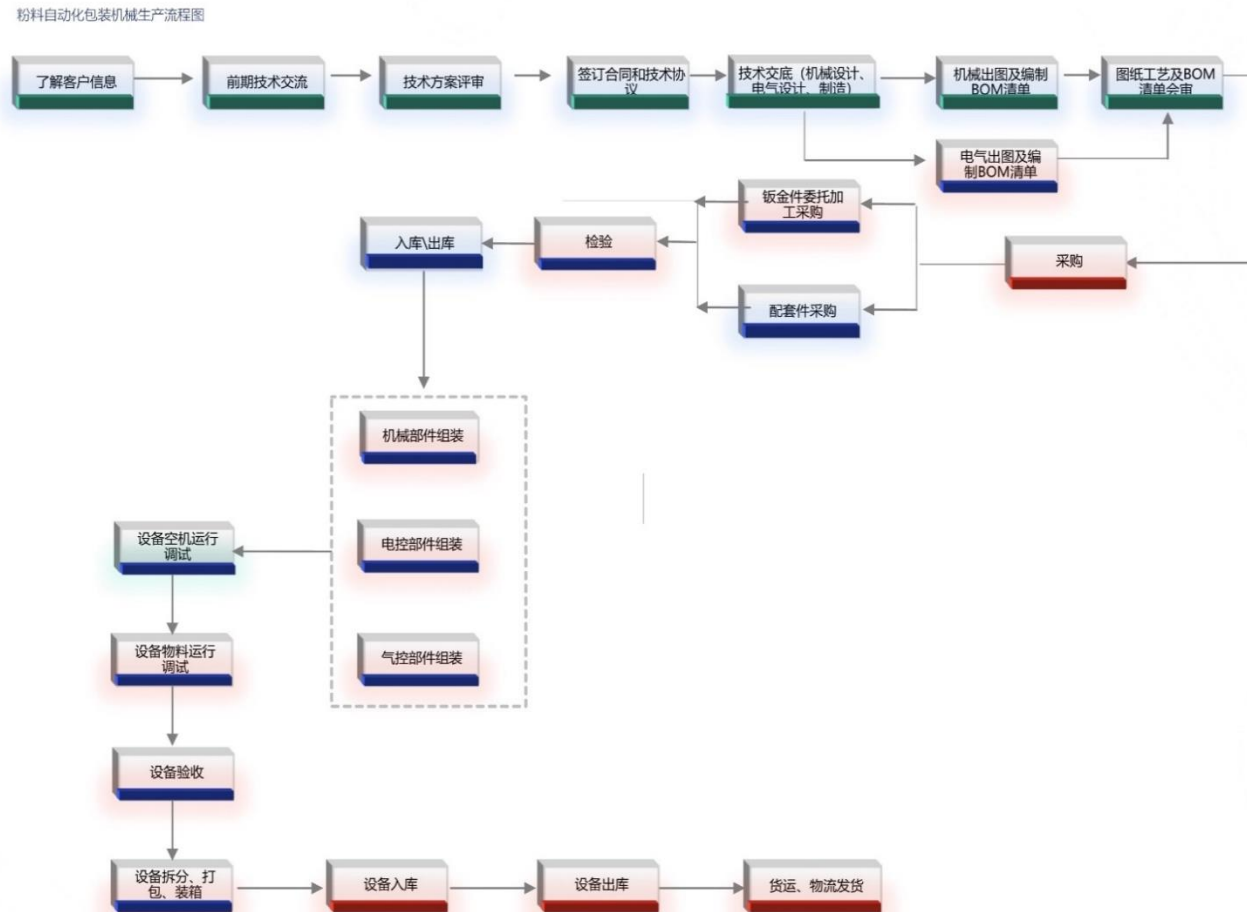 粉料自动化包装机械生产流程图
了解客户信息
前期技术交流
技术方案评审
签订合同和技术协
议
技术交底（机械设计、
电气设计、制造）
机械出图及编制
BOM清单
图纸工艺及BOM
清单会审
电气出图及编
制BOM清单
钣金件委托加
工采购
入库\出库
检验
采购
配套件采购
机械部件组装
设备空机运行
调试
电控部件组装
设备物料运行
调试
气控部件组装
设备验收
设备拆分、打
包、装箱
设备入库
设备出库
货运、物流发货